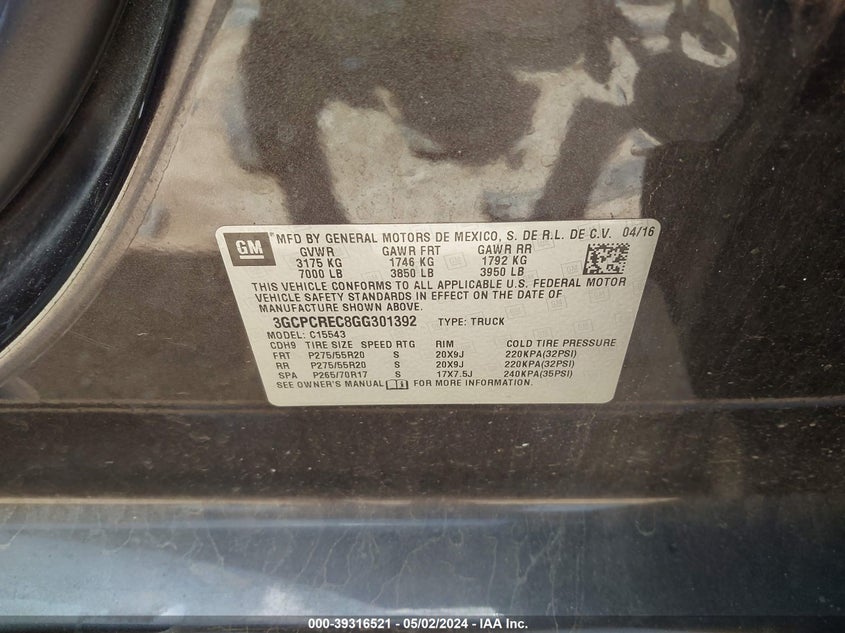 GM
MFD BY GENERAL MOTORS DE MEXICO, S. DE R.L. DE C.V. 04/16
GVWR GAWR FRT GAWR RR
3175 KG 1746 KG 1792 KG
7000 LB 3850 LB 3950 LB
THIS VEHICLE CONFORMS TO ALL APPLICABLE U.S. FEDERAL MOTOR
VEHICLE SAFETY STANDARDS IN EFFECT ON THE DATE OF
MANUFACTURE SHOWN ABOVE.
3GCPCREC8GG301392 TYPE: TRUCK
MODEL: C15543
CDH9 TIRE SIZE SPEED RTG RIM COLD TIRE PRESSURE
FRT P275/55R20 S 20X9J 220KPA(32PSI)
RR P275/55R20 S 20X9J 220KPA(32PSI)
SPA P265/70R17 S 17X7.5J 240KPA(35PSI)
SEE OWNER'S MANUAL FOR MORE INFORMATION.
000-39316521 - 05/02/2024 - IAA Inc.